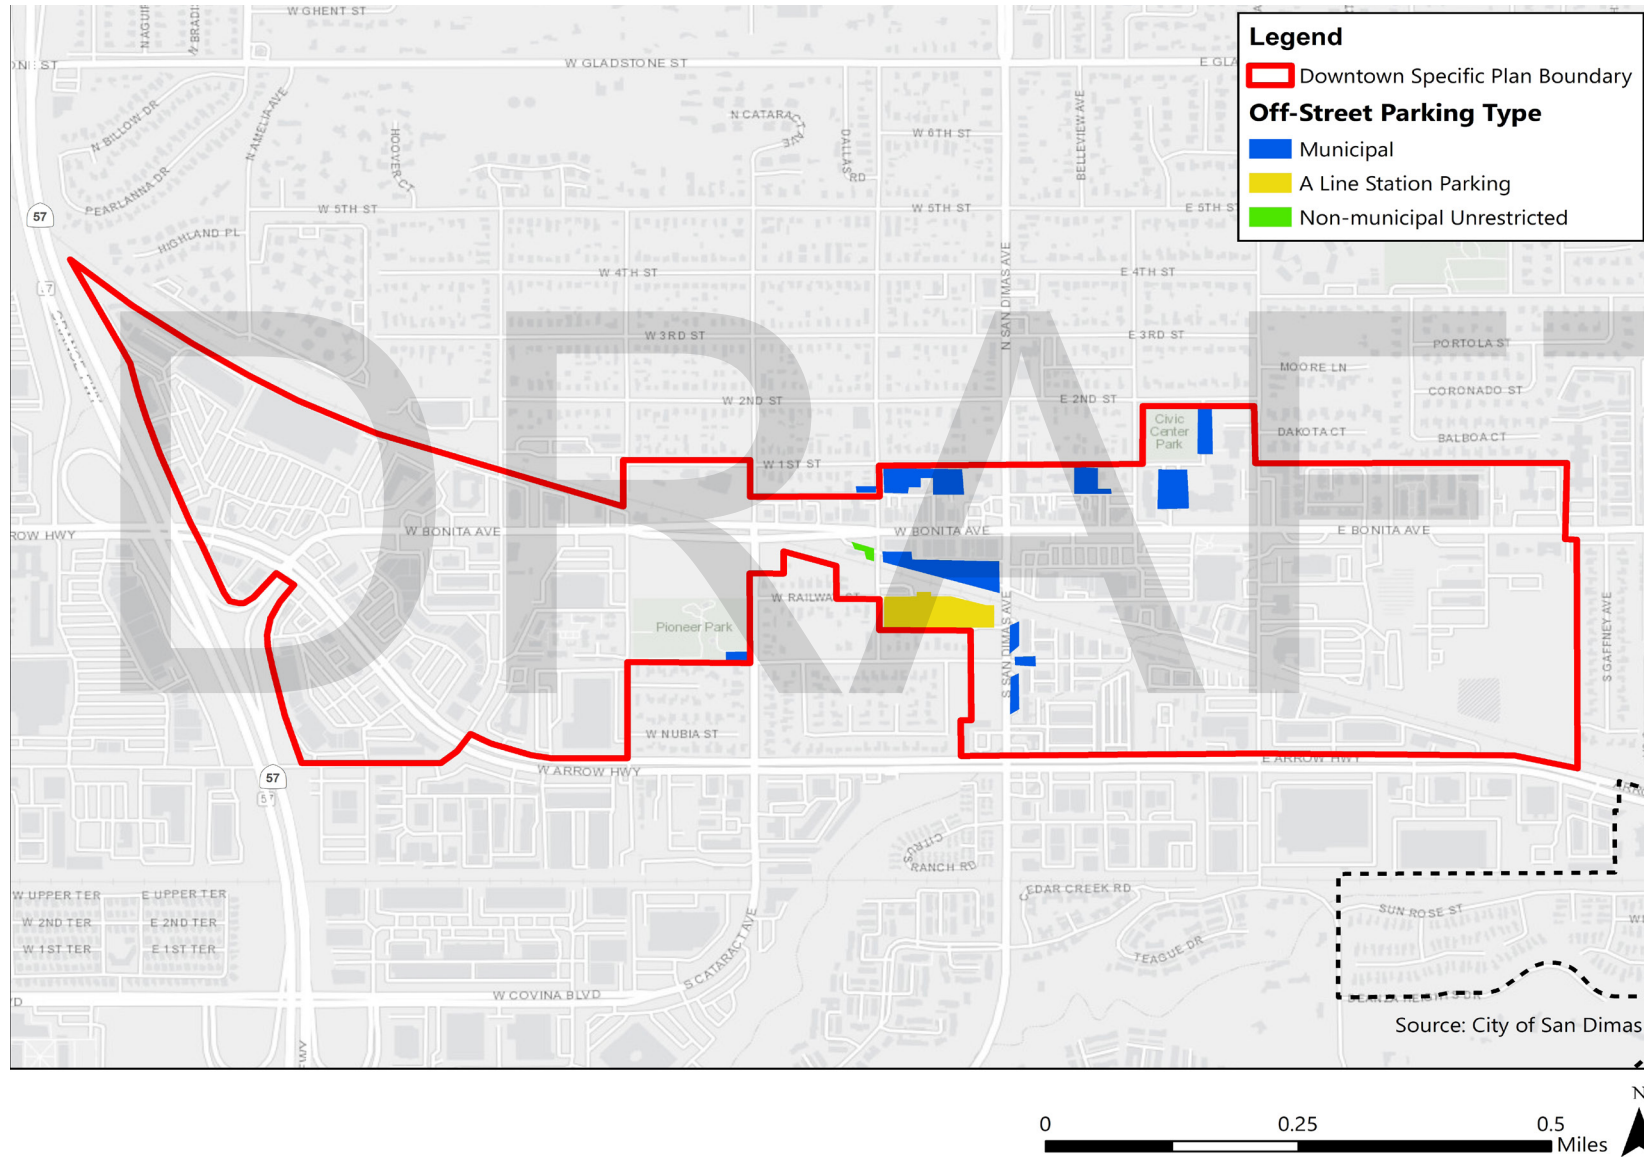 W GHENT ST
N AGUI
N BRADI
Legend
Downtown Specific Plan Boundary
Off-Street Parking Type
Municipal
A Line Station Parking
Non-municipal Unrestricted
W GLADSTONE ST
E GLA
N BILLOW DR
N AMELIA AVE
HOOVER CT
N CATARACT AVE
DALLAS RD
W 6TH ST
BELLEVIEW AVE
PEARLANNA DR
W 5TH ST
W 5TH ST
E 5TH S
57
HIGHLAND PL
W 4TH ST
N SAN DIMAS AVE
E 4TH ST
W 3RD ST
E 3RD ST
PORTOLA ST
MOORE LN
CORONADO ST
DRAFT
W 2ND ST
E 2ND ST
Civic
Center
Park
DAKOTA CT
BALBOA CT
W 1ST ST
ROW HWY
W BONITA AVE
W BONITA AVE
E BONITA AVE
W RAILWAY ST
Pioneer Park
S SAN DIMAS AVE
S GAFFNEY AVE
W NUBIA ST
W ARROW HWY
E ARROW HWY
57
57
CITRUS
RANCH RD
W UPPER TER
E UPPER TER
CEDAR CREEK RD
W 2ND TER
E 2ND TER
SUN ROSE ST
W 1ST TER
E 1ST TER
TEAGUE DR
S CATARACT AVE
W COVINA BLVD
Source: City of San Dimas
N
0
0.25
0.5
Miles